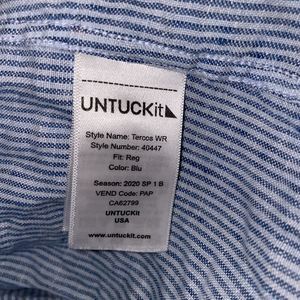 UNTUCKit
Style Name: Tercos WR
Style Number: 40447
Fit: Reg
Color: Blu
Season: 2020 SP 1 B
VEND Code: PAP
CA62799
UNTUCKit
USA
www.untuckit.com